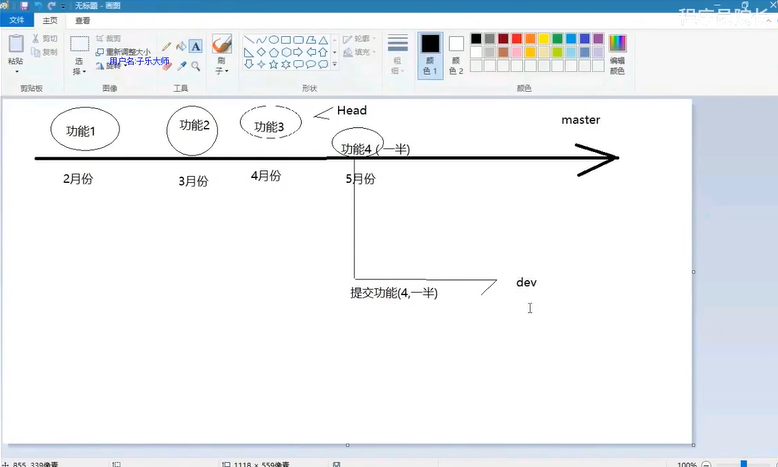 无标题 - 画图
程序员院长
文件
主页
查看
粘贴
剪切
复制
剪贴板
选择
裁剪
重新调整大小
旋转
用户名:子乐大师
图像
A
工具
刷子
形状
轮廓
填充
粗细
颜色 1
颜色 2
编辑颜色
颜色
功能1
功能2
功能3
Head
功能4 (一半)
master
2月份
3月份
4月份
5月份
提交功能(4,一半)
dev
855, 339像素
1118 × 559像素
100%